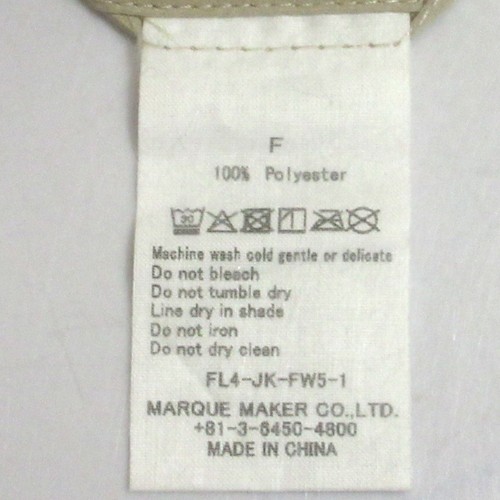 F
100% Polyester
30
Machine wash cold gentle or delicate
Do not bleach
Do not tumble dry
Line dry in shade
Do not iron
Do not dry clean
FL4-JK-FW5-1
MARQUE MAKER CO.,LTD.
+81-3-6450-4800
MADE IN CHINA